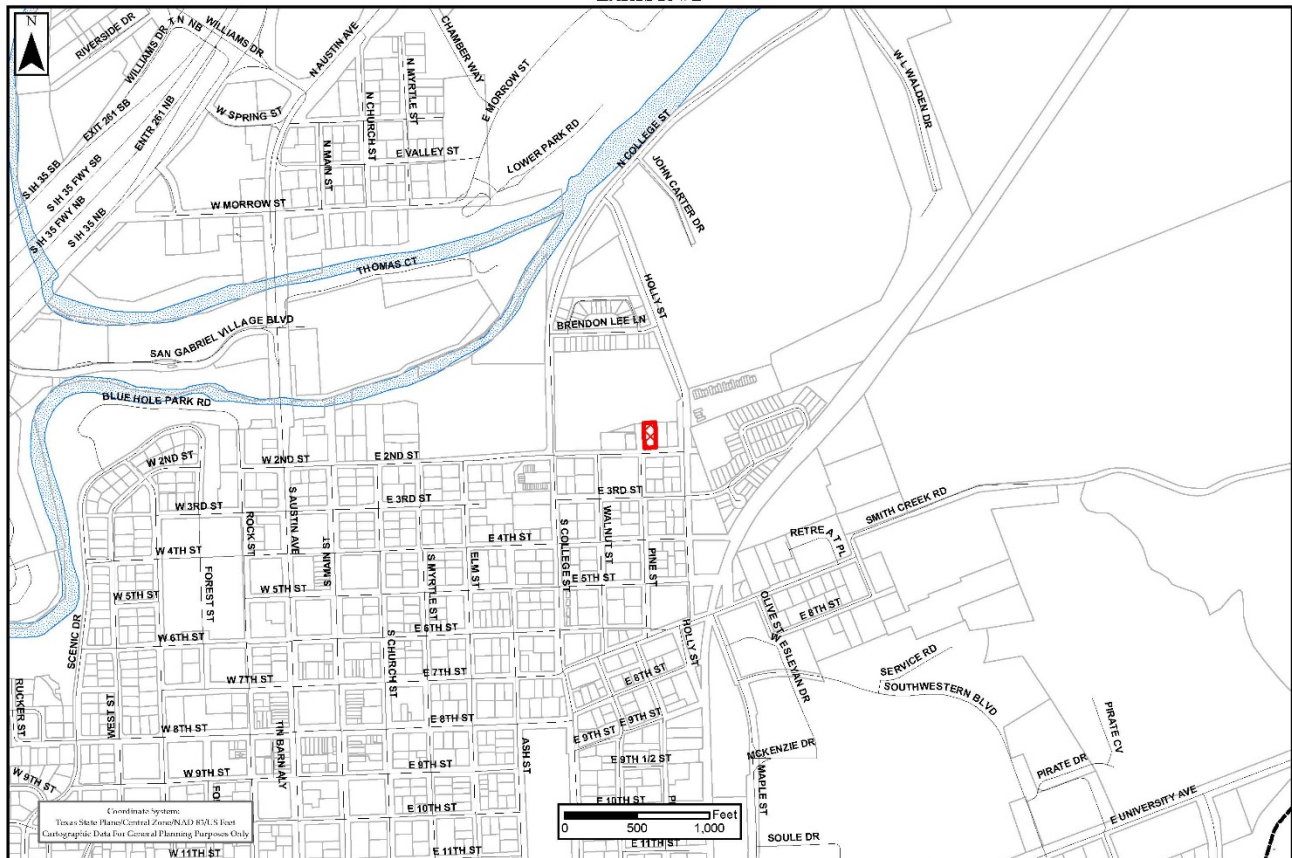 N
RIVERSIDE DR
WILLIAMS DR
T N NB
WILLIAMS DR
N AUSTIN AVE
CHAMBER WAY
E MORROW ST
W L WALDEN DR
EXIT 261 SB
ENTR 261 NB
W SPRING ST
N CHURCH ST
N MYRTLE ST
N MAIN ST
E VALLEY ST
LOWER PARK RD
N COLLEGE ST
JOHN CARTER DR
S IH 35 SB
S IH 35 FWY SB
S IH 35 FWY NB
S IH 35 NB
W MORROW ST
THOMAS CT
HOLLY ST
BRENDON LEE LN
SAN GABRIEL VILLAGE BLVD
BLUE HOLE PARK RD
W 2ND ST
W 2ND ST
E 2ND ST
W 3RD ST
E 3RD ST
E 3RD ST
ROCK ST
S AUSTIN AVE
S MAIN ST
W 4TH ST
E 4TH ST
S COLLEGE ST
WALNUT ST
PINE ST
SMITH CREEK RD
RETREAT PL
FOREST ST
W 5TH ST
W 5TH ST
S MYRTLE ST
ELM ST
E 5TH ST
OLIVE ST
E 8TH ST
SCENIC DR
W 6TH ST
E 6TH ST
HOLLY ST
WESLEYAN DR
S CHURCH ST
W 7TH ST
E 7TH ST
E 8TH ST
SERVICE RD
SOUTHWESTERN BLVD
RUCKER ST
WEST ST
W 8TH ST
TIN BARN ALY
E 8TH ST
E 9TH ST
E 9TH ST
PIRATE CV
W 9TH ST
W 9TH ST
E 9TH ST
ASH ST
E 9TH 1/2 ST
MCKENZIE DR
MAPLE ST
PIRATE DR
E UNIVERSITY AVE
E 10TH ST
E 10TH ST
Coordinate System:
Texas State Plane/Central Zone/NAD 83/US Feet
Cartographic Data For General Planning Purposes Only
Feet
0 500 1,000
W 11TH ST
E 11TH ST
E 11TH ST
SOULE DR